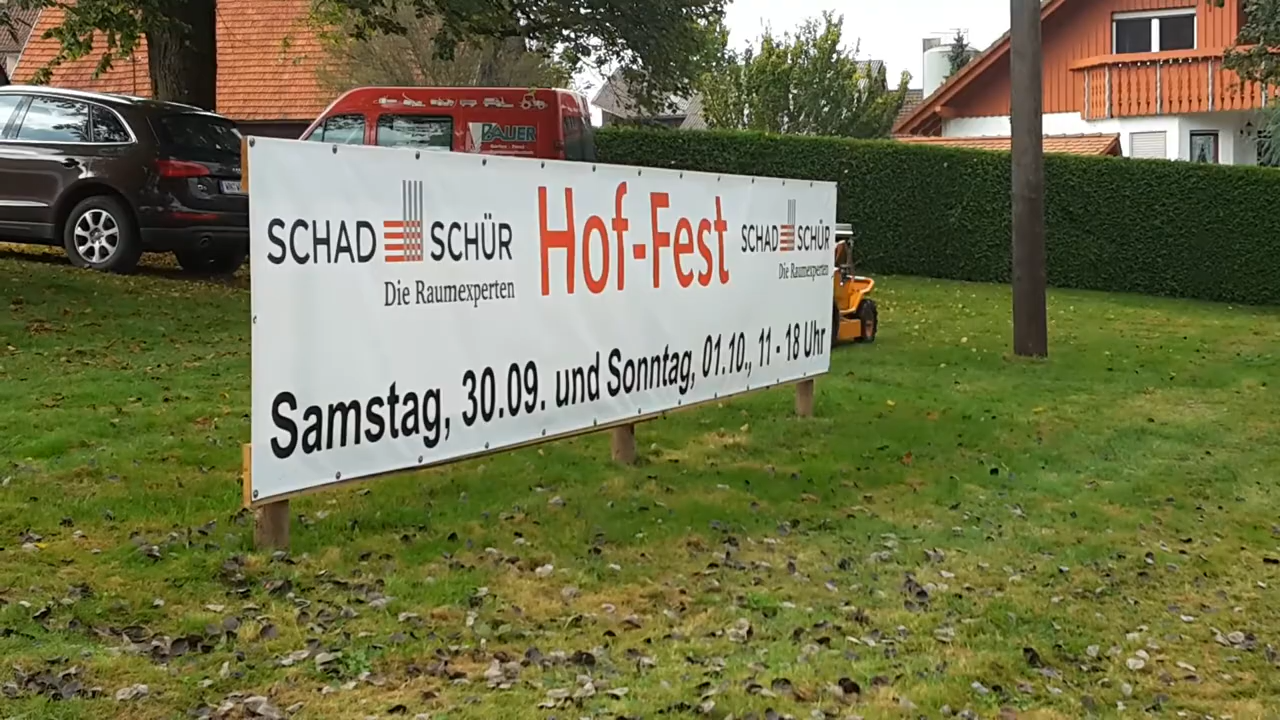 BAUER
SCHAD SCHÜR
Die Raumexperten
Hof-Fest
SCHAD SCHÜR
Die Raumexperten
Samstag, 30.09. und Sonntag, 01.10., 11 - 18 Uhr